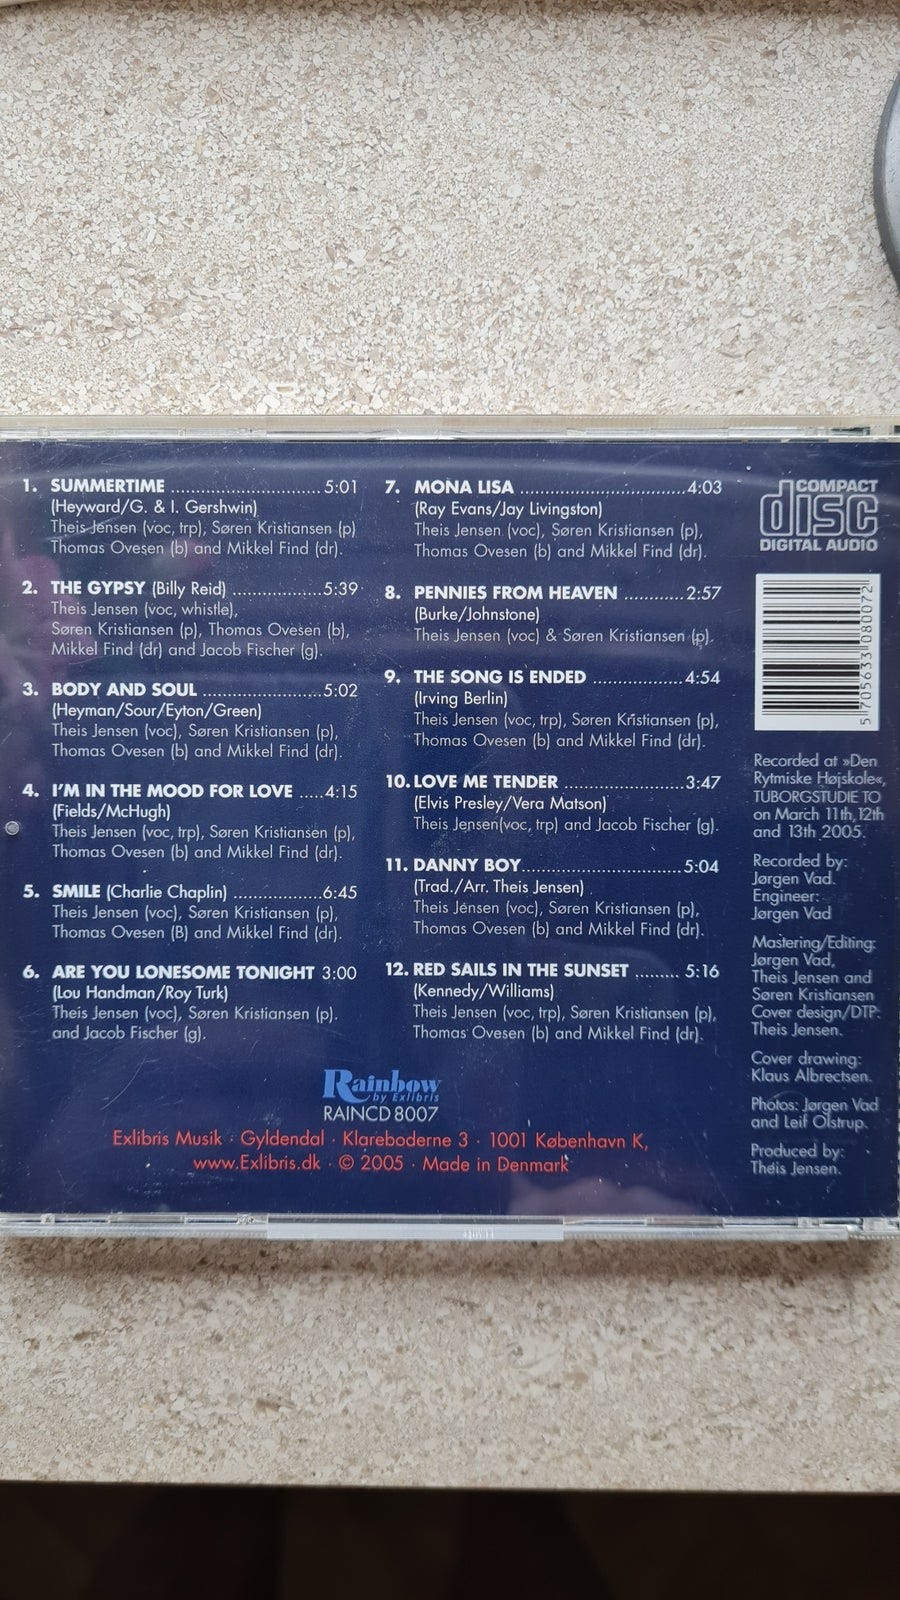 1. SUMMERTIME ............................ 5:01
(Heyward/G. & I. Gershwin)
Theis Jensen (voc, trp), Søren Kristiansen (p)
Thomas Ovesen (b) and Mikkel Find (dr).
2. THE GYPSY (Billy Reid) .................5:39
Theis Jensen (voc, whistle),
Søren Kristiansen (p), Thomas Ovesen (b),
Mikkel Find (dr) and Jacob Fischer (g).
3. BODY AND SOUL ...................... 5:02
(Heyman/Sour/Eyton/Green)
Theis Jensen (voc), Søren Kristiansen (p),
Thomas Ovesen (b) and Mikkel Find (dr).
4. I'M IN THE MOOD FOR LOVE .....4:15
(Fields/McHugh)
Theis Jensen (voc, trp), Søren Kristiansen (p),
Thomas Ovesen (b) and Mikkel Find (dr).
5. SMILE (Charlie Chaplin) .................6:45
Theis Jensen (voc), Søren Kristiansen (p),
Thomas Ovesen (B) and Mikkel Find (dr).
6. ARE YOU LONESOME TONIGHT 3:00
(Lou Handman/Roy Turk)
Theis Jensen (voc), Søren Kristiansen (p).
and Jacob Fischer (g).
7. MONA LISA ...............................4:03
(Ray Evans/Jay Livingston)
Theis Jensen (voc), Søren Kristiansen (p),
Thomas Ovesen (b) and Mikkel Find (dr).
8. PENNIES FROM HEAVEN ...........2:57
(Burke/Johnstone)
Theis Jensen (voc) & Søren Kristiansen (p).
9. THE SONG IS ENDED .................4:54
(Irving Berlin)
Theis Jensen (voc, trp), Søren Kristiansen (p),
Thomas Ovesen (b) and Mikkel Find (dr).
10. LOVE ME TENDER .......................3:47
(Elvis Presley/Vera Matson)
Theis Jensen(voc, trp) and Jacob Fischer (g).
11. DANNY BOY..............................5:04
(Trad./Arr. Theis Jensen)
Theis Jensen (voc), Søren Kristiansen (p),
Thomas Ovesen (b) and Mikkel Find (dr).
12. RED SAILS IN THE SUNSET ........ 5:16
(Kennedy/Williams)
Theis Jensen (voc, trp), Søren Kristiansen (p),
Thomas Ovesen (b) and Mikkel Find (dr).
COMPACT
disc
DIGITAL AUDIO
5 705633 080072
Recorded at »Den
Rytmiske Højskole«,
TUBORGSTUDIE TO
on March 11th,12th
and 13th 2005.
Recorded by:
Jørgen Vad.
Engineer:
Jørgen Vad
Mastering/Editing:
Jørgen Vad,
Theis Jensen and
Søren Kristiansen
Cover design/DTP:
Theis Jensen.
Cover drawing:
Klaus Albrectsen.
Photos: Jørgen Vad
and Leif Olstrup.
Produced by:
Theis Jensen.
Rainbow
by Exlibris
RAINCD 8007
Exlibris Musik · Gyldendal · Klareboderne 3 · 1001 København K,
www.Exlibris.dk · © 2005 · Made in Denmark